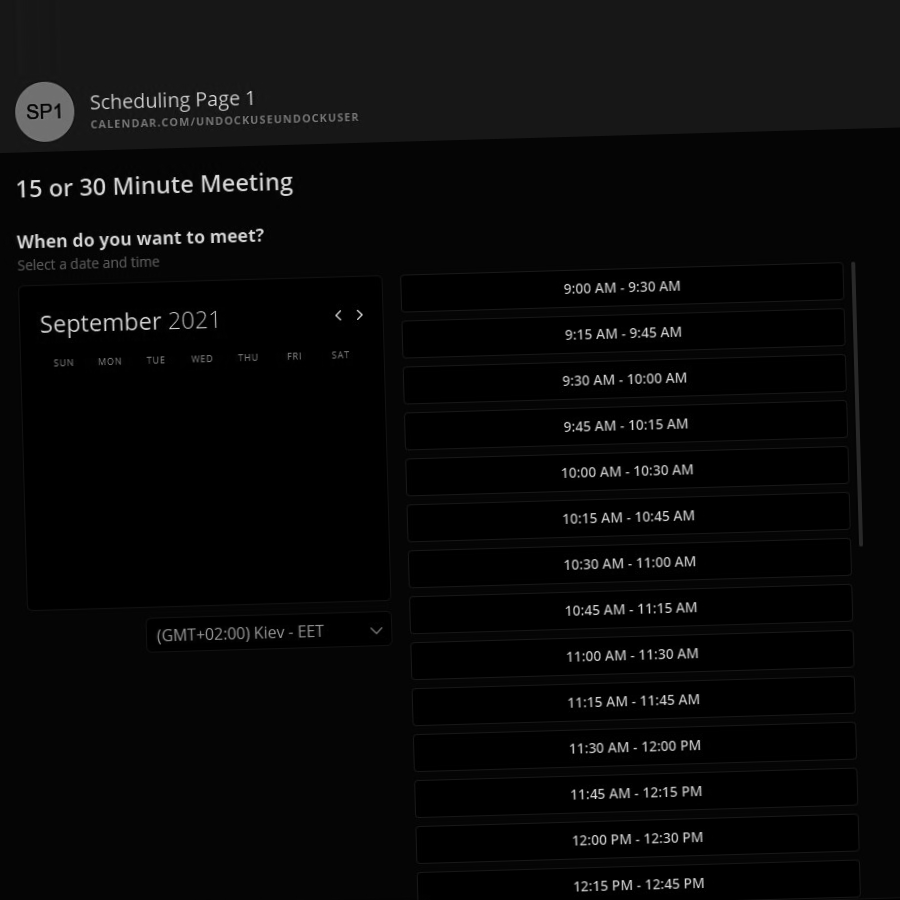 SP1
Scheduling Page 1
CALENDAR.COM/UNDOCKUSEUNDOCKUSER
15 or 30 Minute Meeting
When do you want to meet?
Select a date and time
September 2021
SUN MON TUE WED THU FRI SAT
(GMT+02:00) Kiev - EET
9:00 AM - 9:30 AM
9:15 AM - 9:45 AM
9:30 AM - 10:00 AM
9:45 AM - 10:15 AM
10:00 AM - 10:30 AM
10:15 AM - 10:45 AM
10:30 AM - 11:00 AM
10:45 AM - 11:15 AM
11:00 AM - 11:30 AM
11:15 AM - 11:45 AM
11:30 AM - 12:00 PM
11:45 AM - 12:15 PM
12:00 PM - 12:30 PM
12:15 PM - 12:45 PM